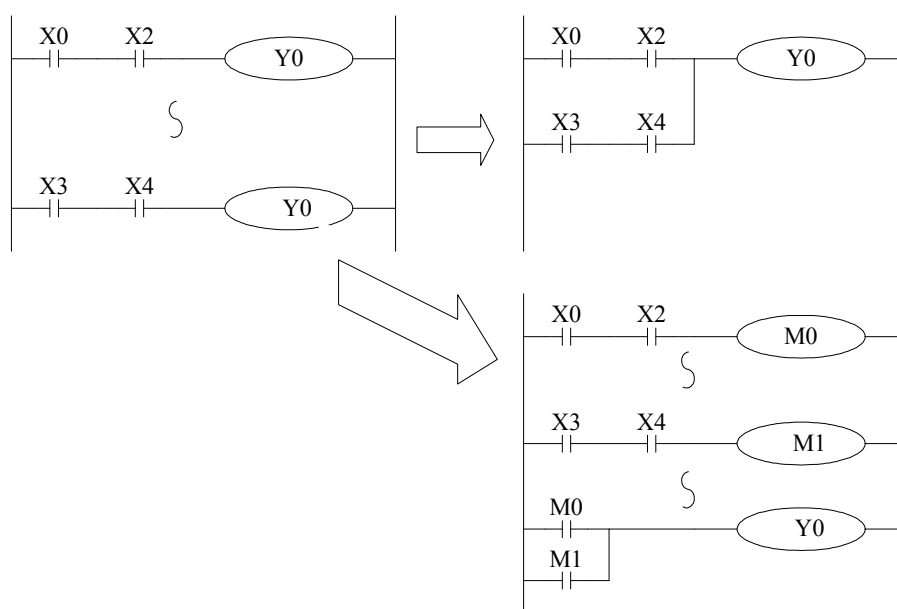 X0 X2 Y0
X3 X4 Y0
X0 X2 Y0
X3 X4
X0 X2 M0
X3 X4 M1
M0 Y0
M1